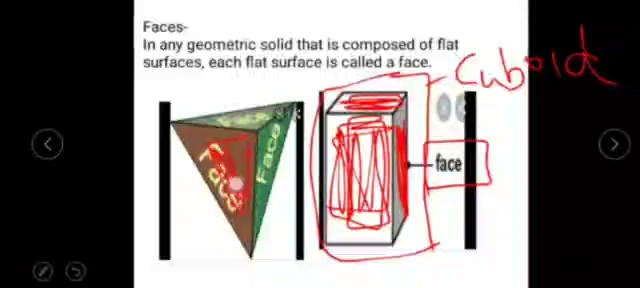 Faces-
In any geometric solid that is composed of flat
surfaces, each flat surface is called a face.
Cuboid
Face
Face
face